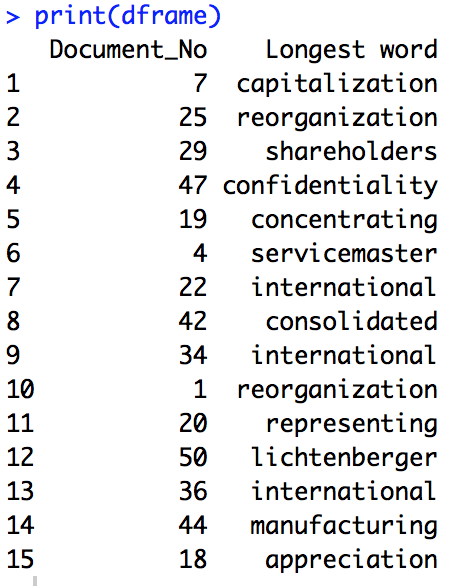 > print(dframe)
Document_No Longest word
1 7 capitalization
2 25 reorganization
3 29 shareholders
4 47 confidentiality
5 19 concentrating
6 4 servicemaster
7 22 international
8 42 consolidated
9 34 international
10 1 reorganization
11 20 representing
12 50 lichtenberger
13 36 international
14 44 manufacturing
15 18 appreciation